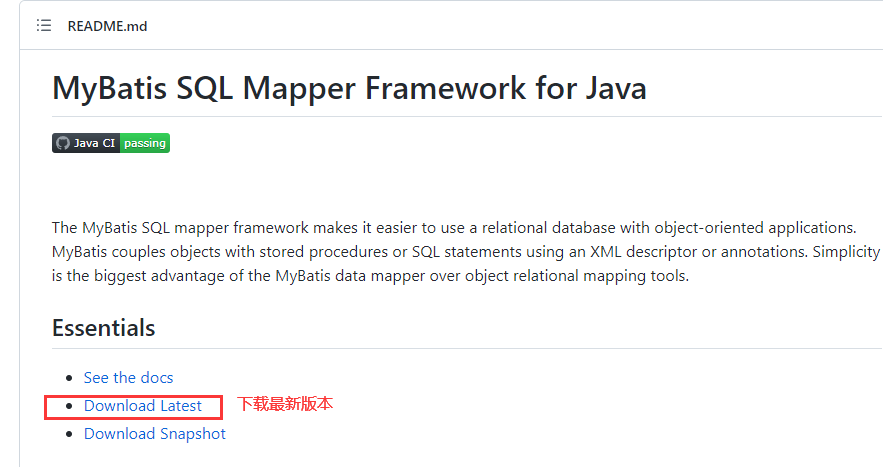 README.md
MyBatis SQL Mapper Framework for Java
Java CI passing
The MyBatis SQL mapper framework makes it easier to use a relational database with object-oriented applications.
MyBatis couples objects with stored procedures or SQL statements using an XML descriptor or annotations. Simplicity
is the biggest advantage of the MyBatis data mapper over object relational mapping tools.
Essentials
See the docs
Download Latest 下载最新版本
Download Snapshot